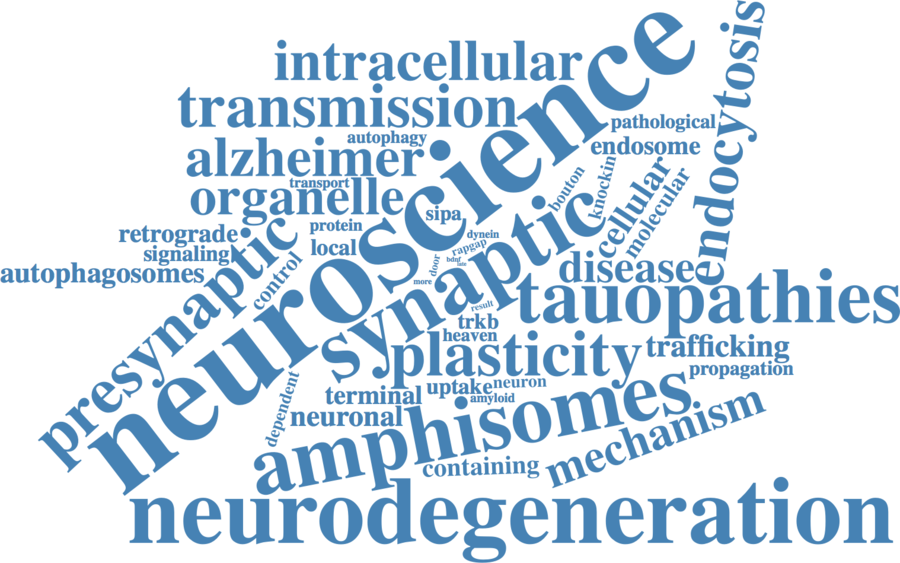 neuroscience
intracellular
endocytosis
transmission
pathological
autophagy
endosome
alzheimer
transport
organelle
bouton
knockin
cellular
molecular
sipa
synaptic
retrograde
protein
dynein
signaling
local
rapgap
presynaptic
control
bdnf
late
door
disease
autophagosomes
more
tauopathies
result
trkb
heaven
plasticity
trafficking
propagation
dependent
terminal
uptake
neuron
amyloid
neuronal
amphisomes
mechanism
containing
neurodegeneration